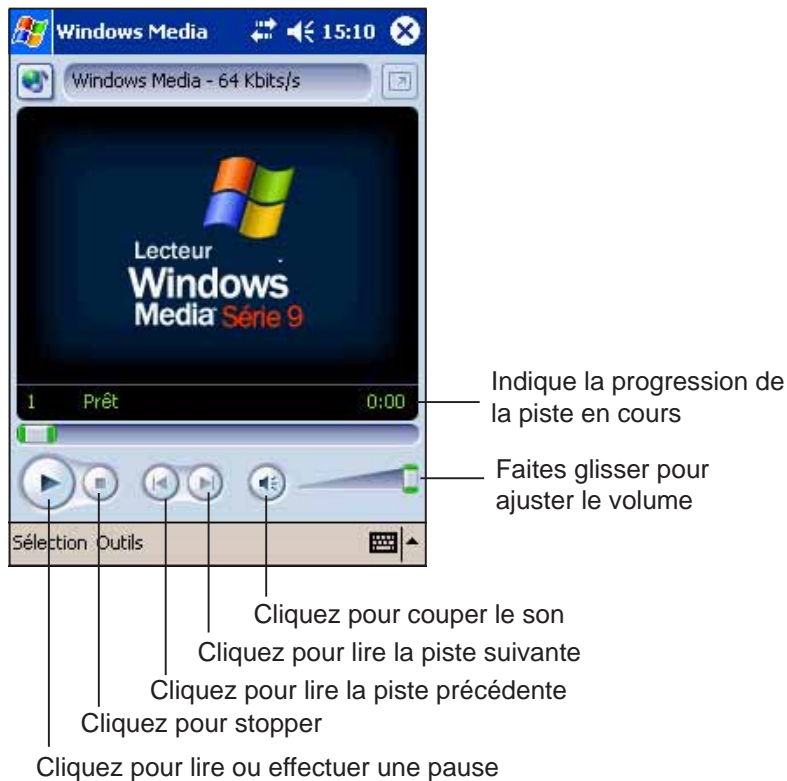 Windows Media 15:10
Windows Media - 64 Kbits/s
Lecteur
Windows
Media Série 9
1 Prêt 0:00
Indique la progression de
la piste en cours
Faites glisser pour
ajuster le volume
Sélection Outils
Cliquez pour couper le son
Cliquez pour lire la piste suivante
Cliquez pour lire la piste précédente
Cliquez pour stopper
Cliquez pour lire ou effectuer une pause